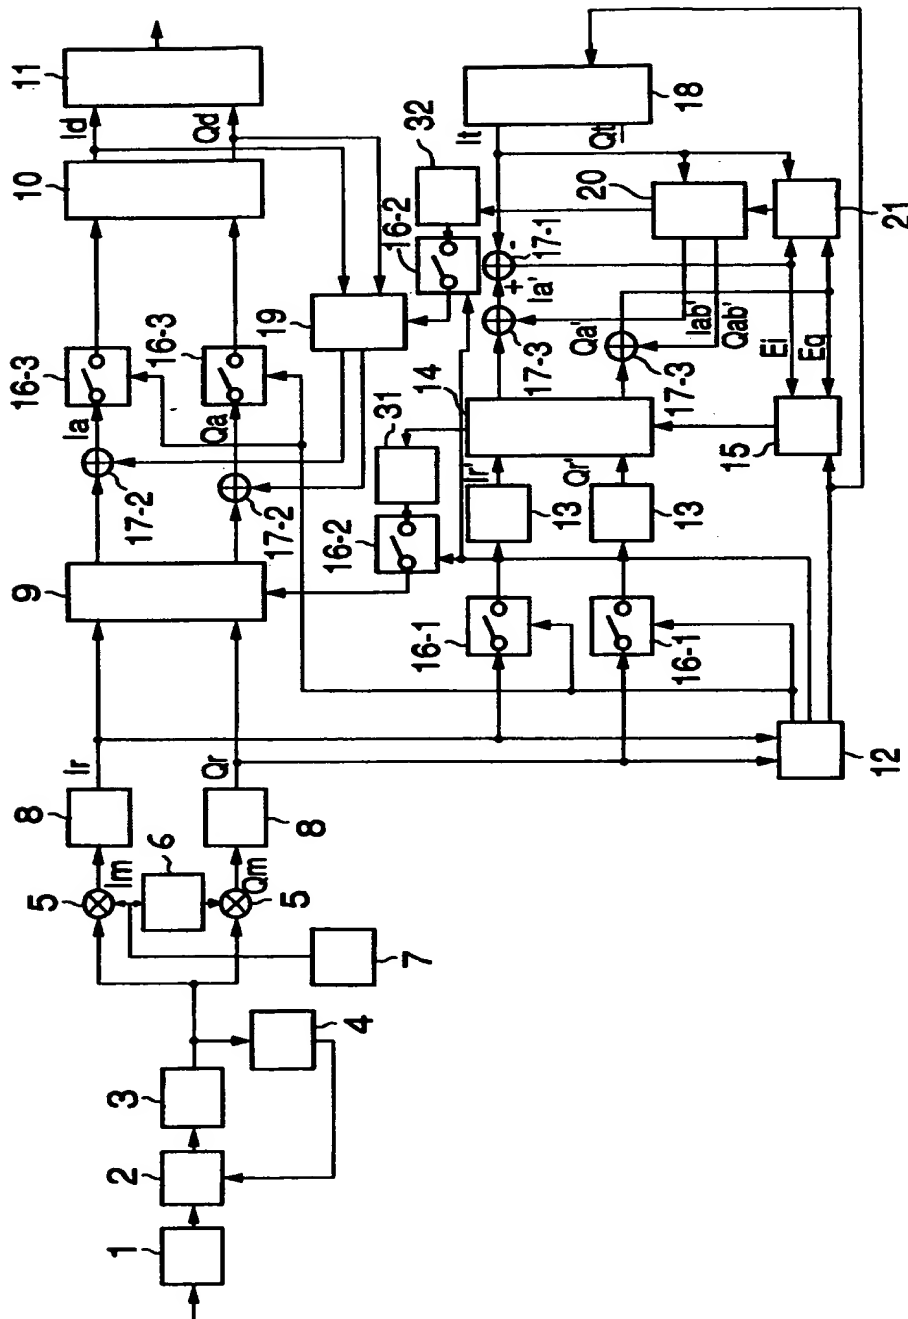 1
2
3
4
5
5
6
7
Im
Qm
8
8
Ir
Qr
9
17-2
17-2
Ia
Qa
16-3
16-3
10
Id
Qd
11
19
31
16-2
32
16-2
12
16-1
16-1
13
13
Ir'
Qr'
14
15
17-3
17-3
Ia'
Qa'
+
-
17-1
Iab'
Qab'
Ei
Eq
20
21
It
Qt
18